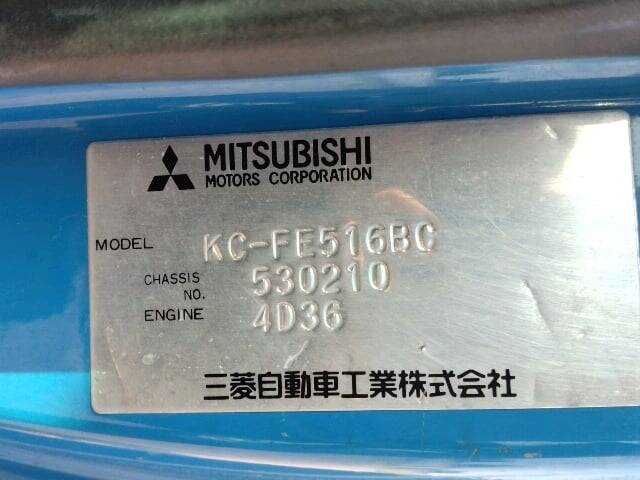 MITSUBISHI
MOTORS CORPORATION
MODEL KC-FE516BC
CHASSIS NO. 530210
ENGINE 4D36
三菱自動車工業株式会社